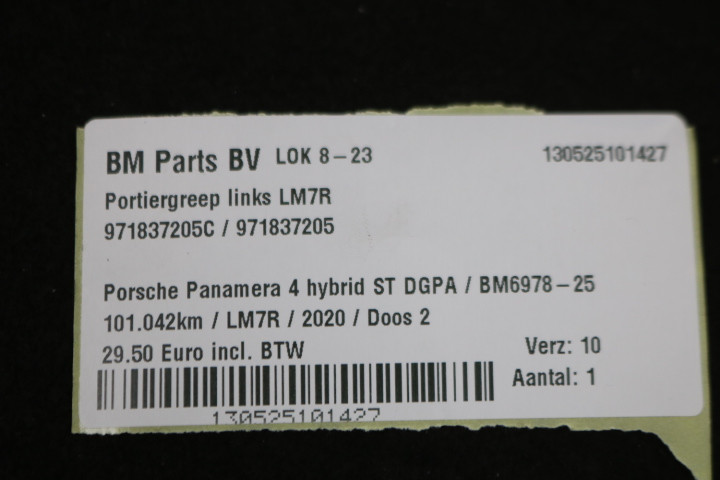 BM Parts BV LOK 8-23 130525101427
Portiergreep links LM7R
971837205C / 971837205
Porsche Panamera 4 hybrid ST DGPA / BM6978-25
101.042km / LM7R / 2020 / Doos 2
29.50 Euro incl. BTW Verz: 10
Aantal: 1
130525101427